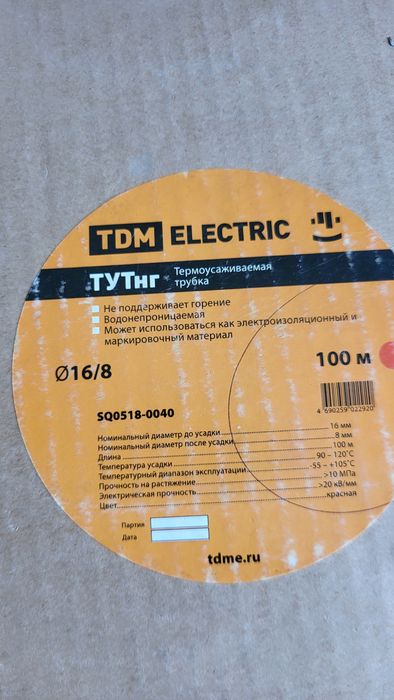 TDM ELECTRIC
ТУТнг Термоусаживаемая
трубка
Не поддерживает горение
Водонепроницаемая
Может использоваться как электроизоляционный и
маркировочный материал
Ø16/8
100 м
SQ0518-0040
4 690259 022920
Номинальный диаметр до усадки 16 мм
Номинальный диаметр после усадки 8 мм
Длина 100 м
Температура усадки 90 – 120˚С
Температурный диапазон эксплуатации -55 – +105˚С
Прочность на растяжение >10 МПа
Электрическая прочность >20 кВ/мм
Цвет красная
Партия
Дата
tdme.ru